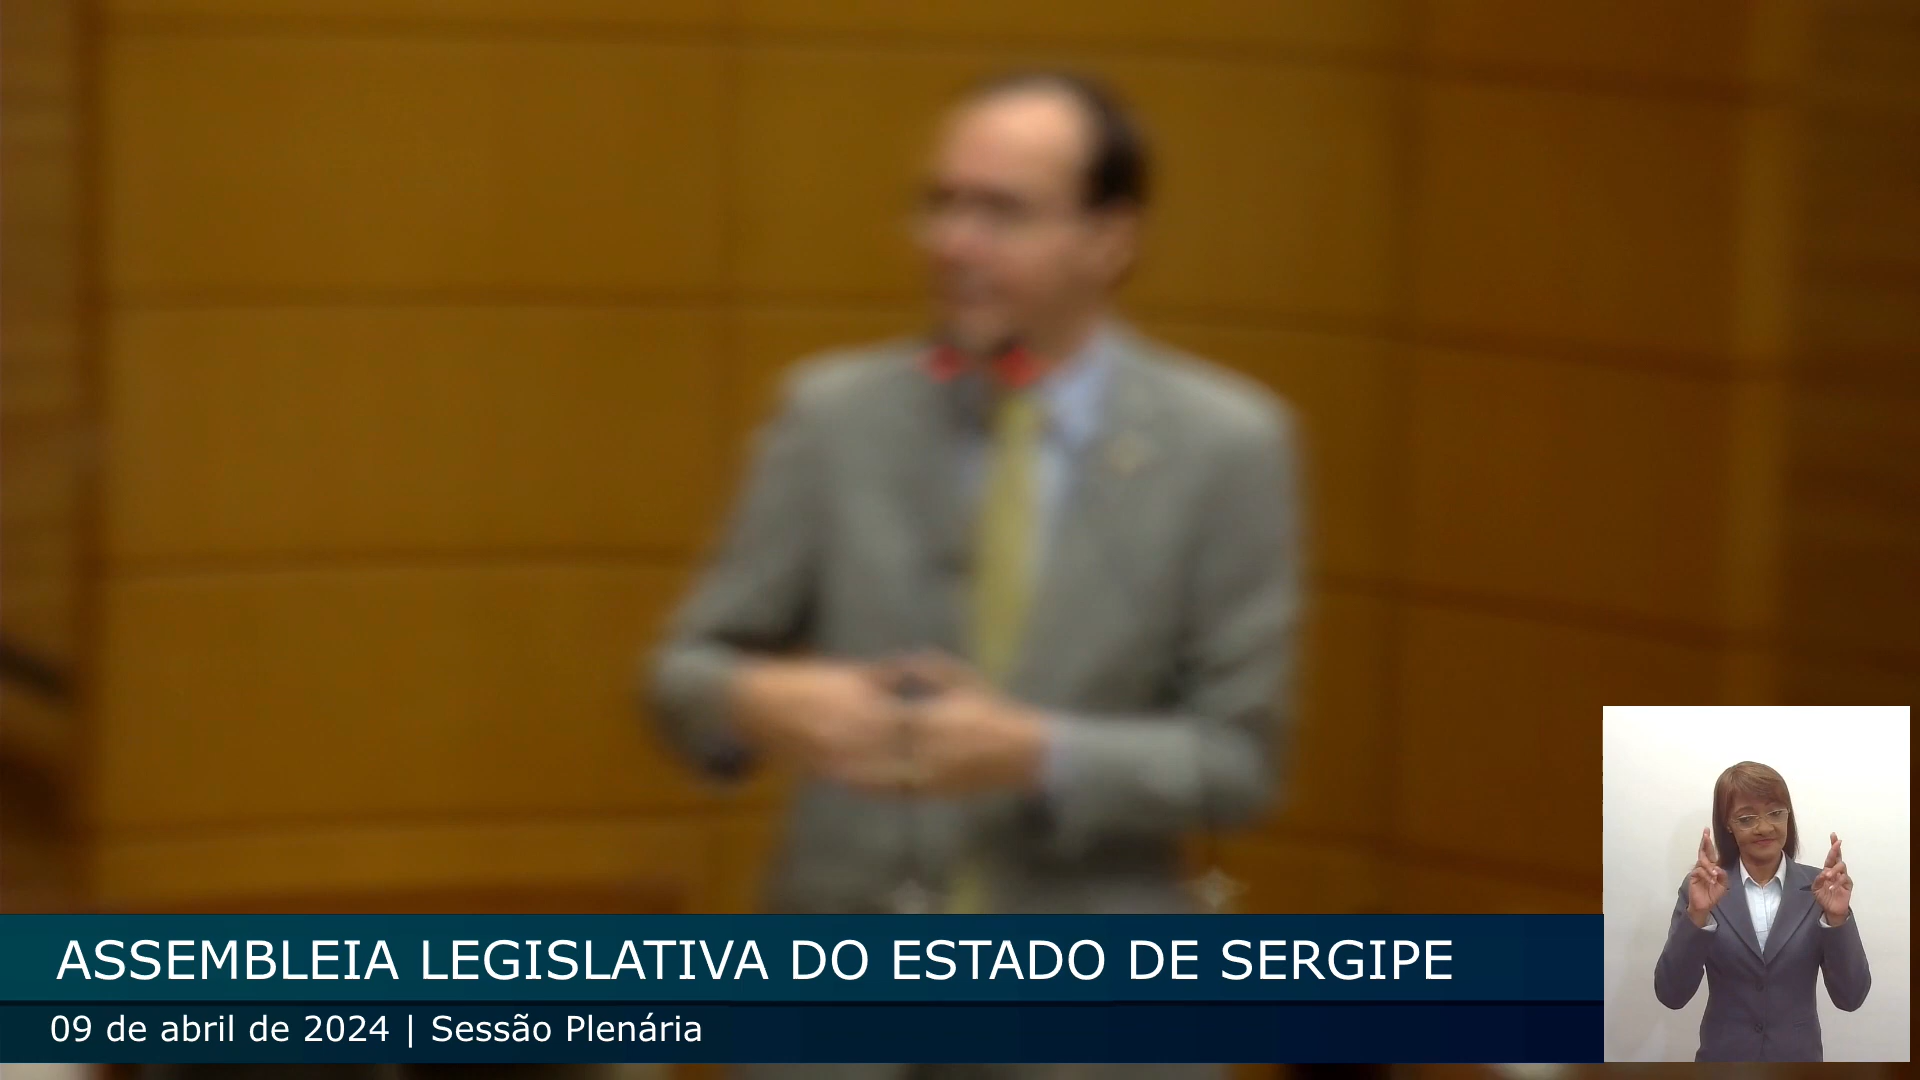 ASSEMBLEIA LEGISLATIVA DO ESTADO DE SERGIPE
09 de abril de 2024 | Sessão Plenária